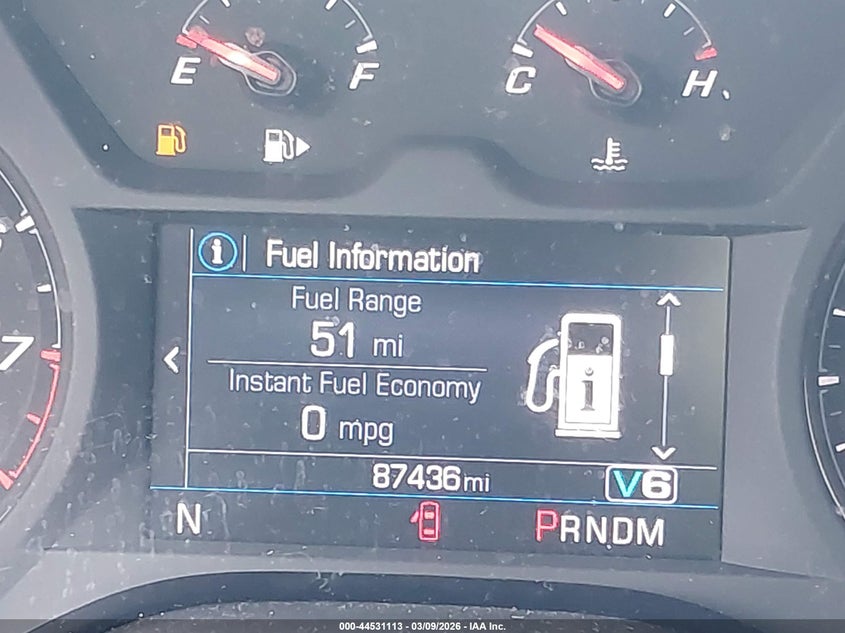 E F
C H
Fuel Information
Fuel Range
51 mi
Instant Fuel Economy
0 mpg
87436mi V6
N PRNDM
7
000-44531113 - 03/09/2026 - IAA Inc.